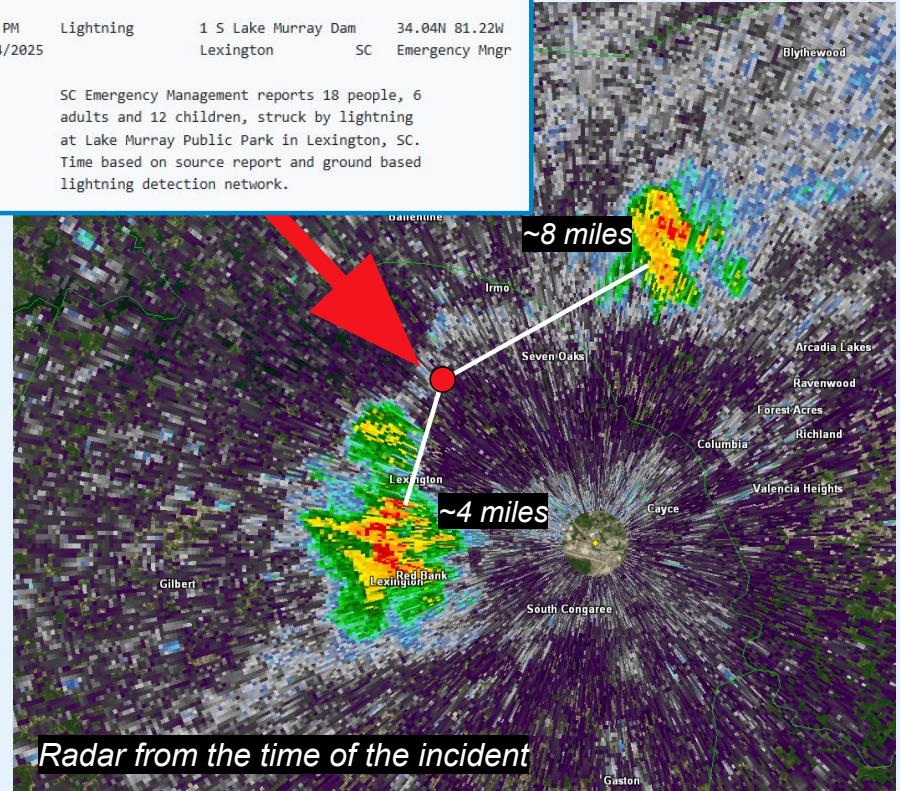 PM Lightning 1 S Lake Murray Dam 34.04N 81.22W
/2025 Lexington SC Emergency Mngr
SC Emergency Management reports 18 people, 6
adults and 12 children, struck by lightning
at Lake Murray Public Park in Lexington, SC.
Time based on source report and ground based
lightning detection network.
Blythewood
Ballentine
~8 miles
Irmo
Seven Oaks
Arcadia Lakes
Ravenwood
Forest Acres
Richland
Columbia
Lexington
Valencia Heights
~4 miles
Cayce
Red Bank
Lexington
Gilbert
South Congaree
Radar from the time of the incident
Gaston